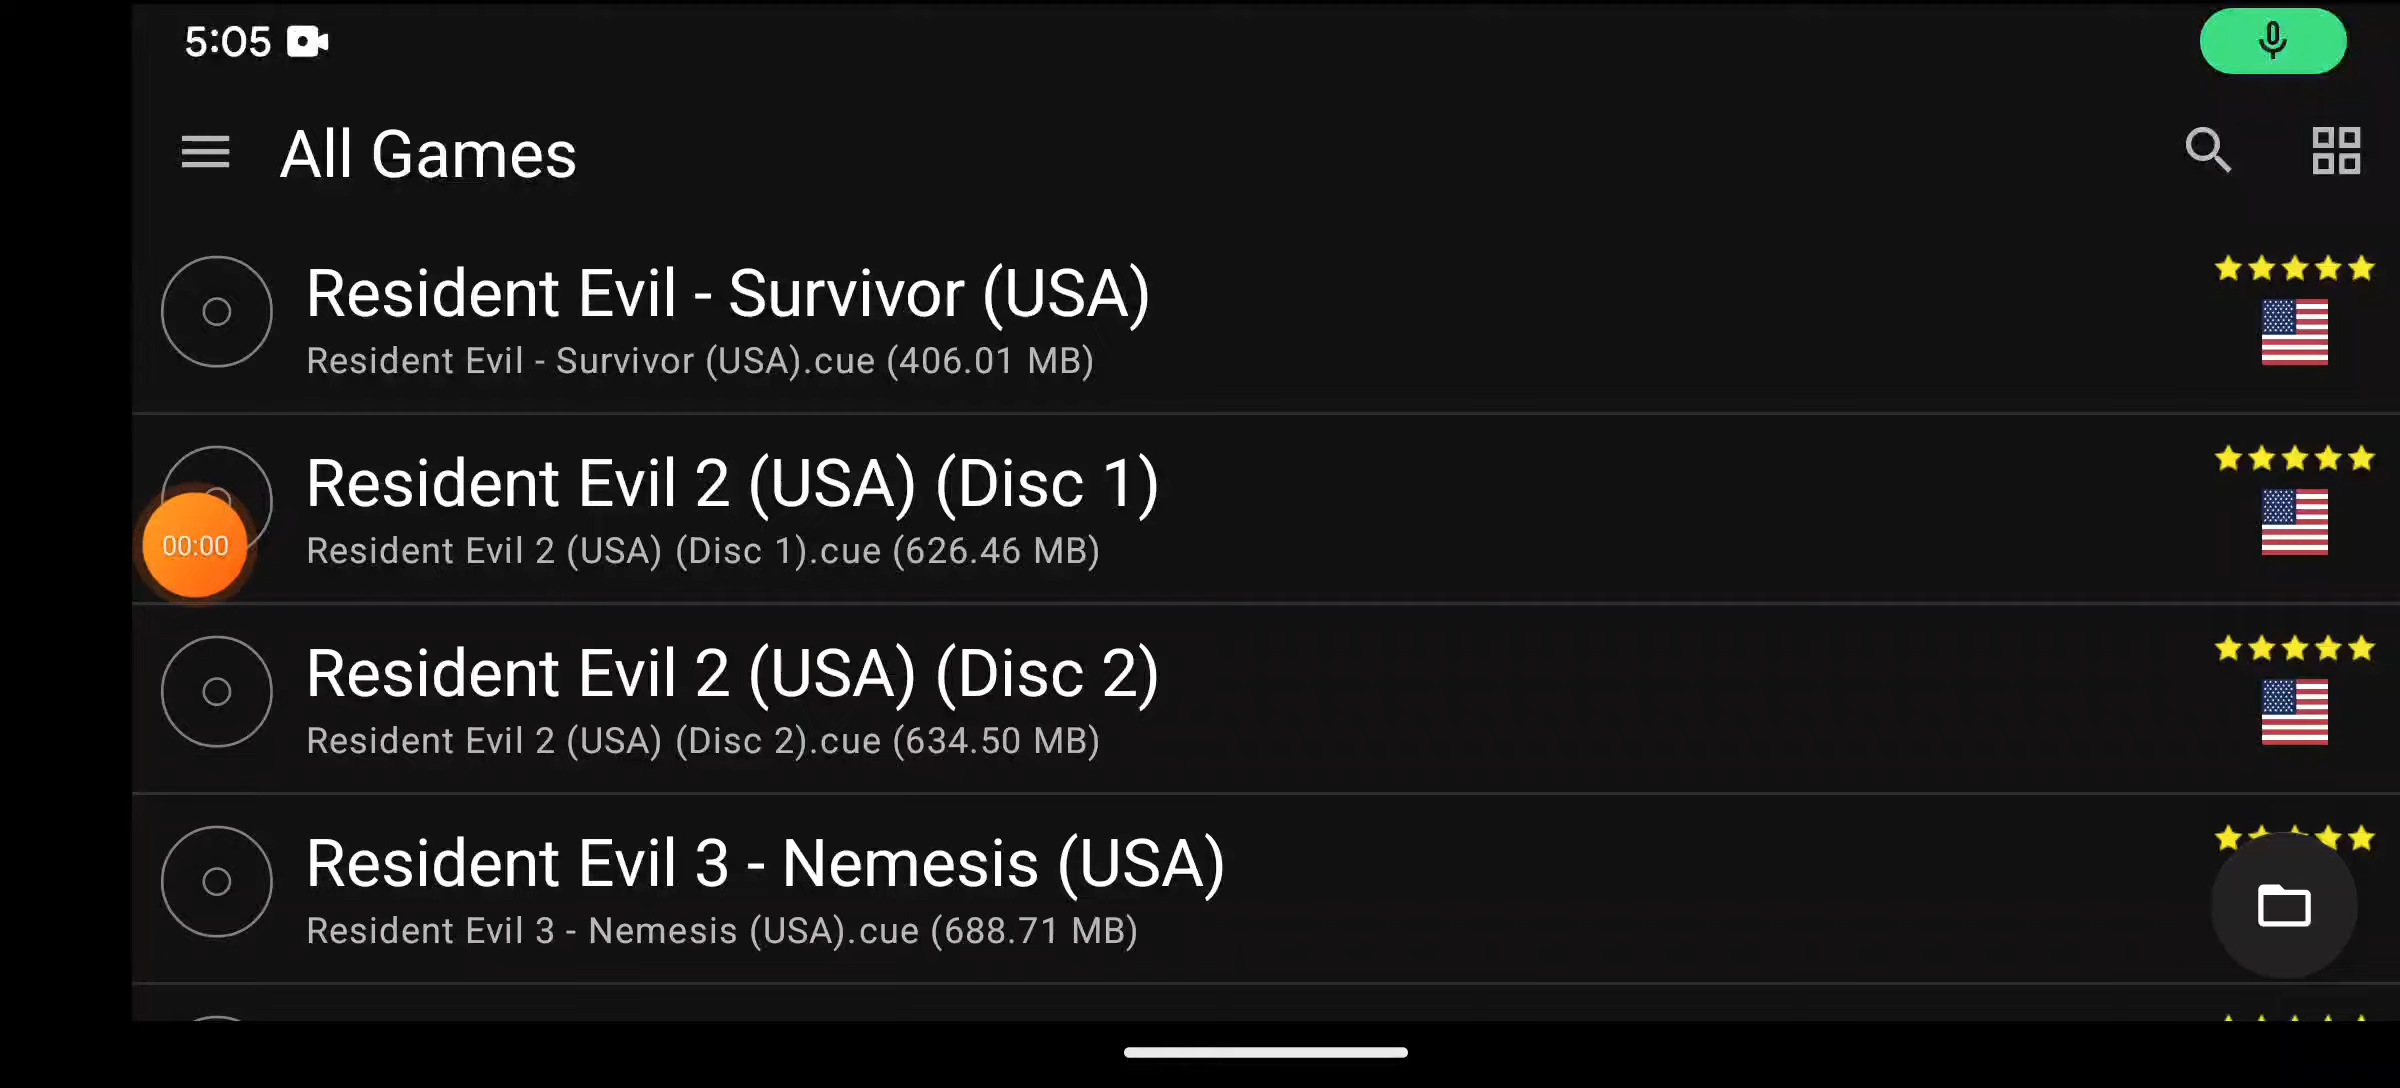 5:05
All Games
Resident Evil - Survivor (USA)
Resident Evil - Survivor (USA).cue (406.01 MB)
Resident Evil 2 (USA) (Disc 1)
00:00
Resident Evil 2 (USA) (Disc 1).cue (626.46 MB)
Resident Evil 2 (USA) (Disc 2)
Resident Evil 2 (USA) (Disc 2).cue (634.50 MB)
Resident Evil 3 - Nemesis (USA)
Resident Evil 3 - Nemesis (USA).cue (688.71 MB)